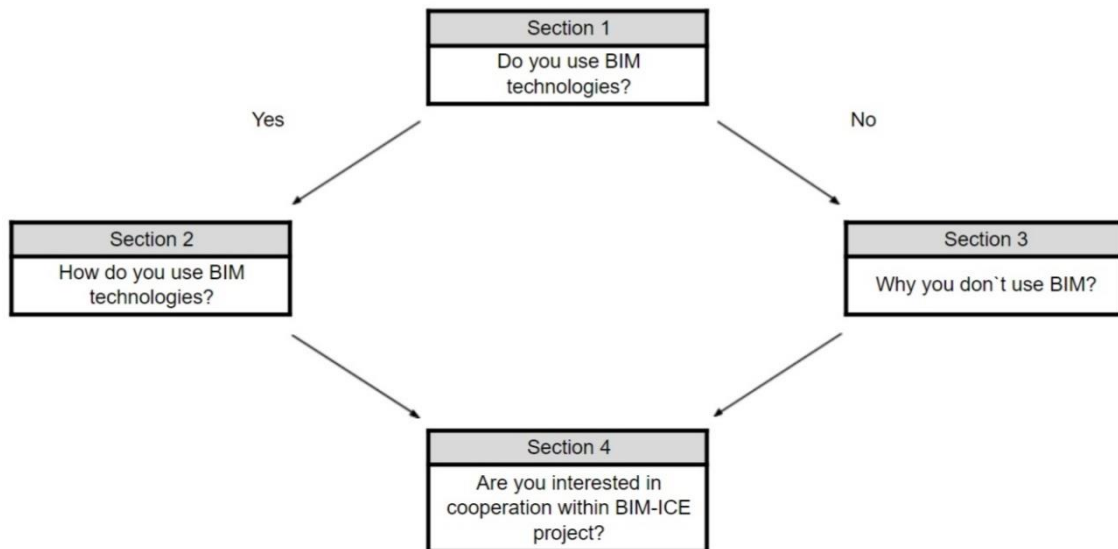 Section 1
Do you use BIM
technologies?
Yes
No
Section 2
How do you use BIM
technologies?
Section 3
Why you don`t use BIM?
Section 4
Are you interested in
cooperation within BIM-ICE
project?